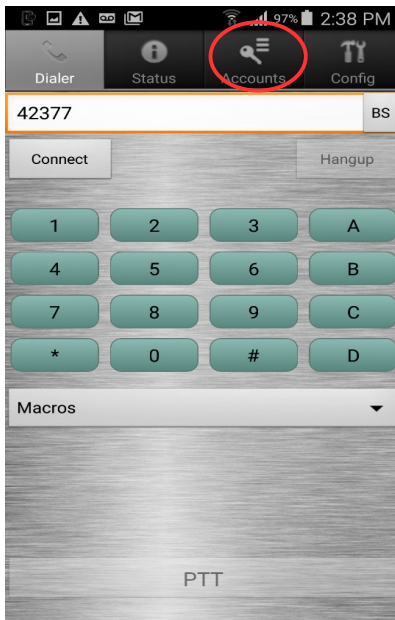 97% 2:38 PM
Dialer Status Accounts Config
42377 BS
Connect Hangup
1 2 3 A
4 5 6 B
7 8 9 C
* 0 # D
Macros
PTT